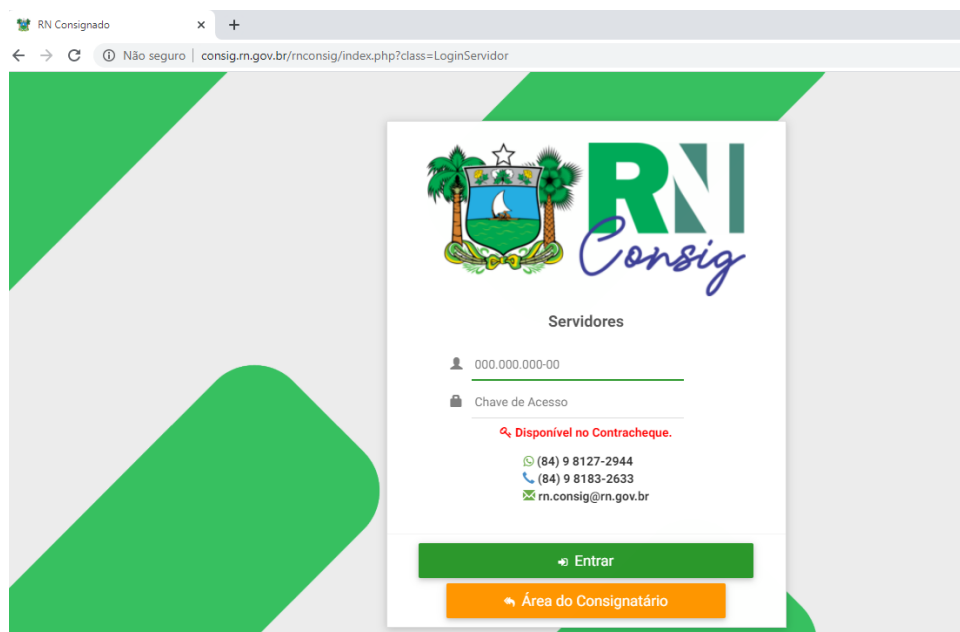 RN Consignado
Não seguro consig.rn.gov.br/rnconsig/index.php?class=LoginServidor
RN
Consig
Servidores
000.000.000-00
Chave de Acesso
Disponível no Contracheque.
(84) 9 8127-2944
(84) 9 8183-2633
rn.consig@rn.gov.br
Entrar
Área do Consignatário